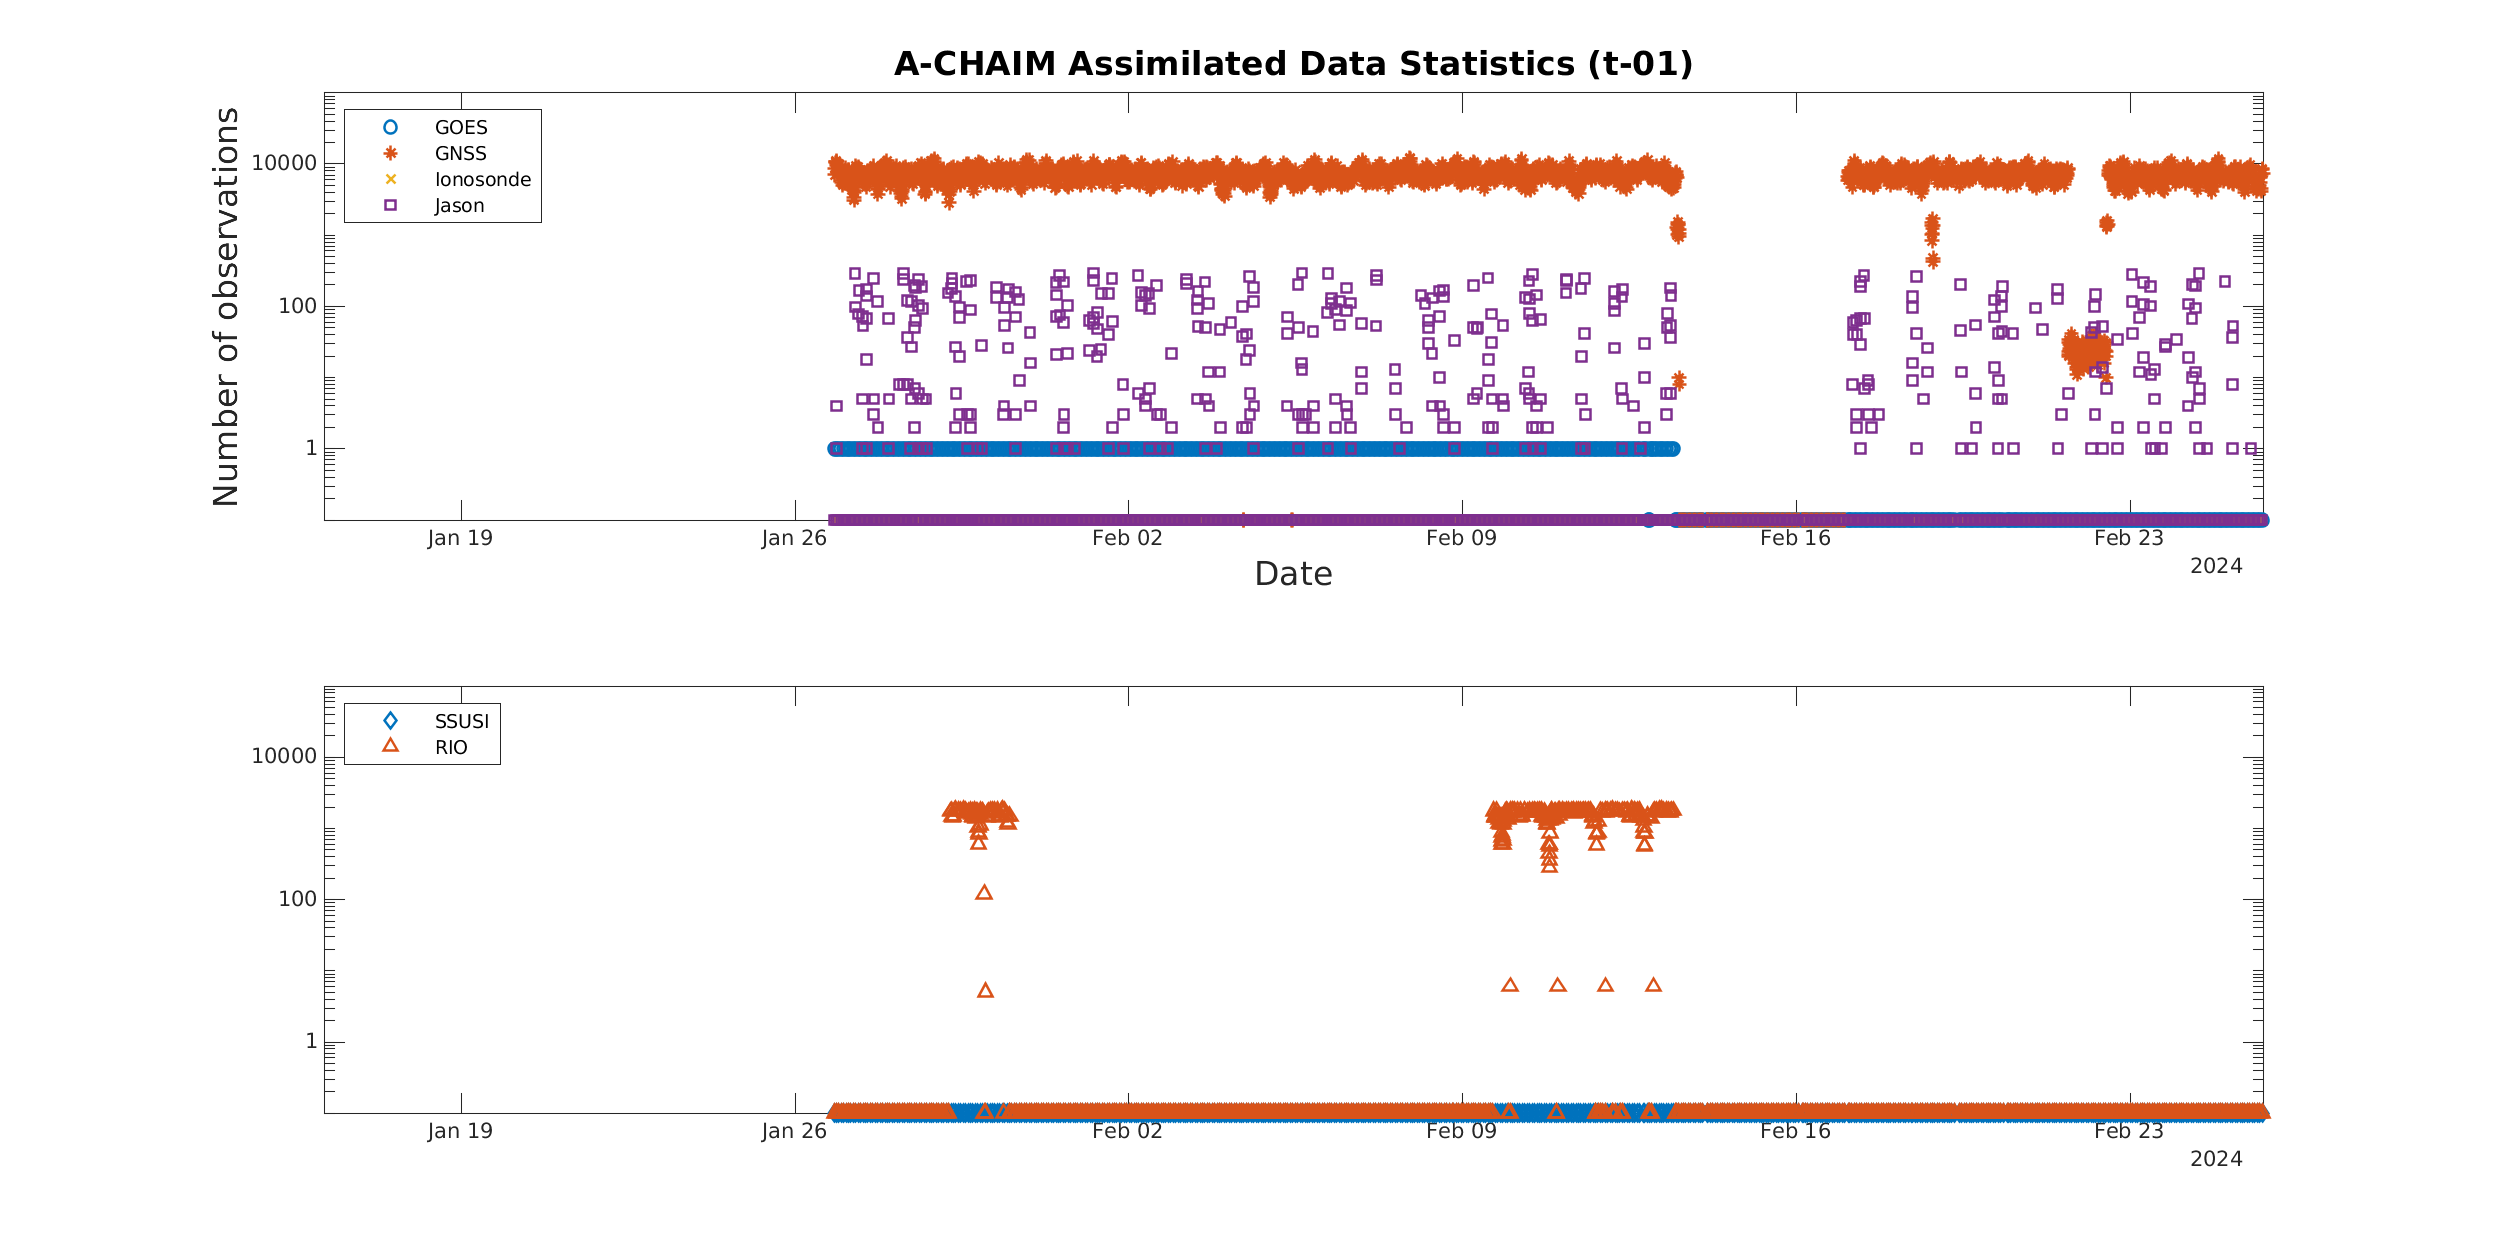 A-CHAIM Assimilated Data Statistics (t-01)
Number of observations
10000
100
1
GOES
GNSS
Ionosonde
Jason
Jan 19
Jan 26
Feb 02
Feb 09
Feb 16
Feb 23
Date
2024
10000
100
1
SSUSI
RIO
Jan 19
Jan 26
Feb 02
Feb 09
Feb 16
Feb 23
2024